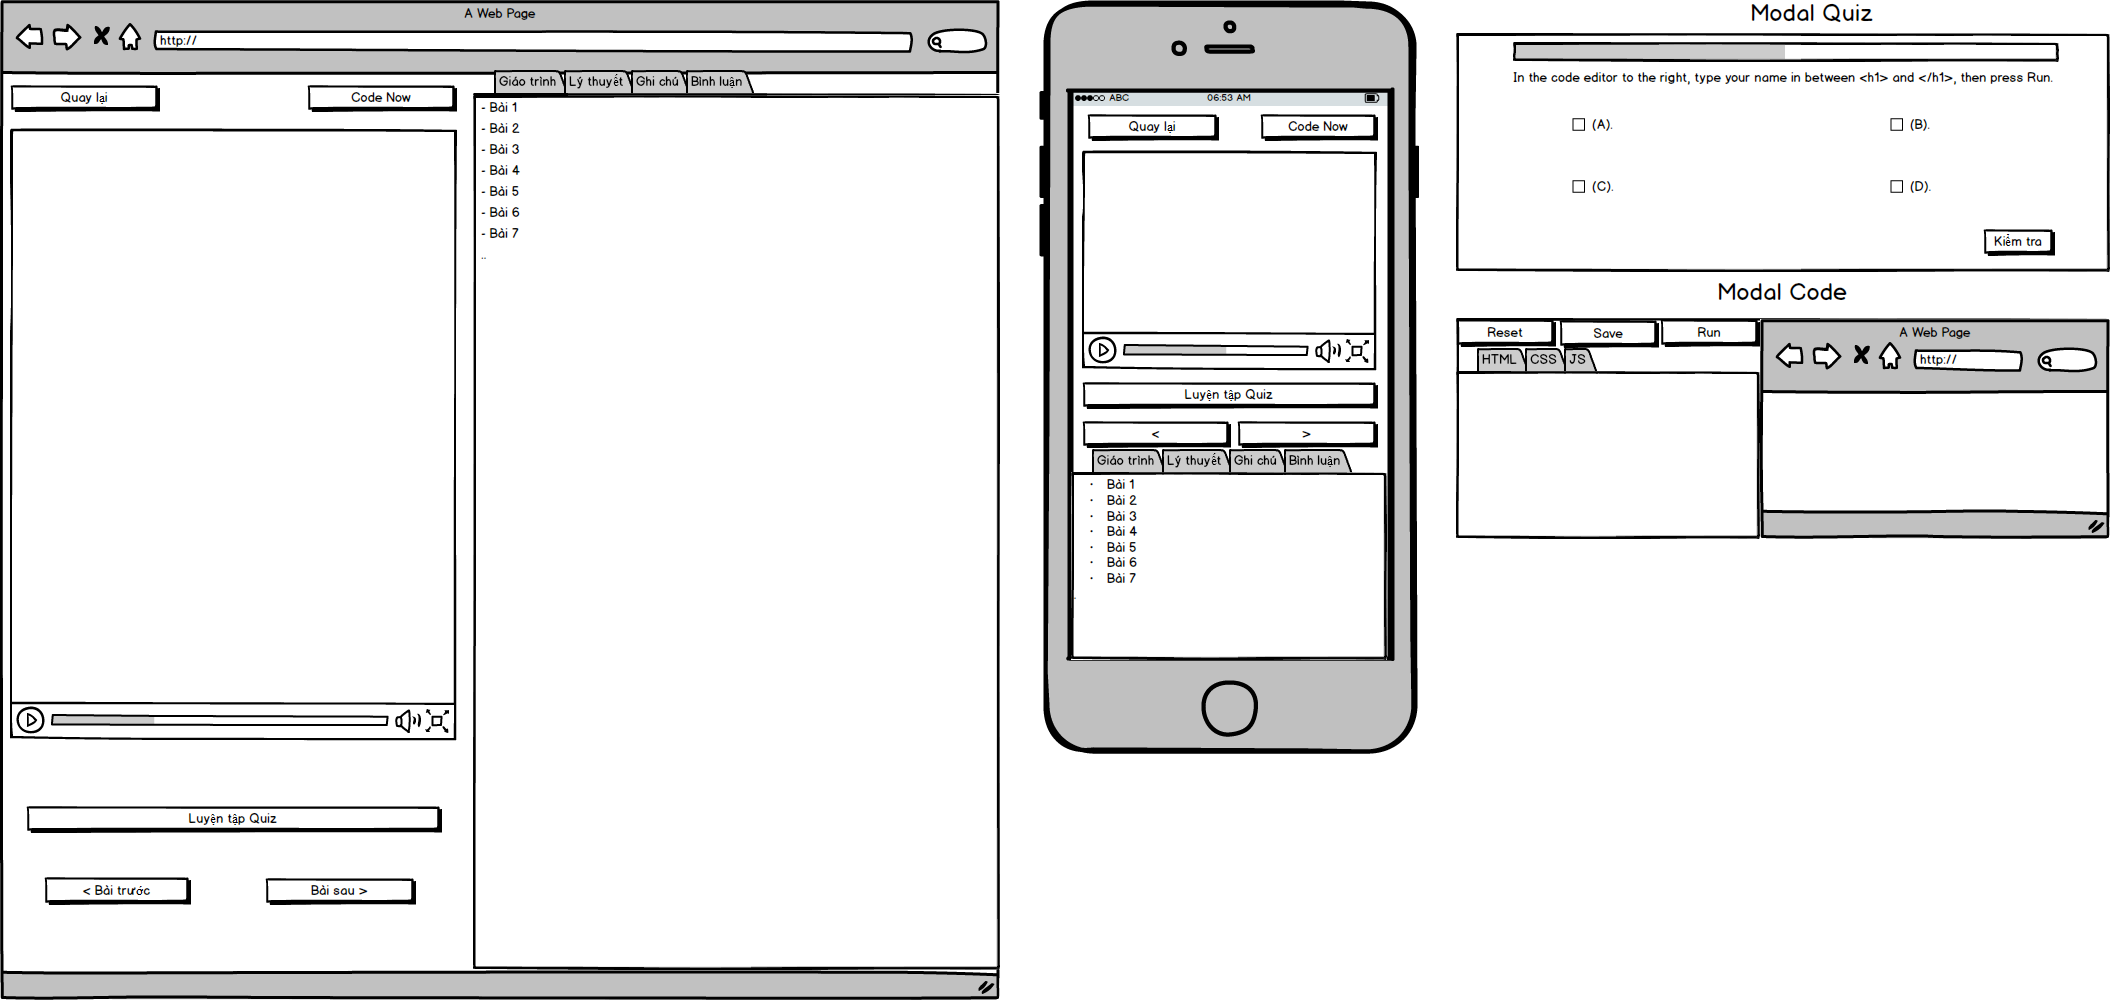 A Web Page
http://
Quay lại
Code Now
Giáo trình
Lý thuyết
Ghi chú
Bình luận
- Bài 1
- Bài 2
- Bài 3
- Bài 4
- Bài 5
- Bài 6
- Bài 7
..
Luyện tập Quiz
< Bài trước
Bài sau >
ABC
06:53 AM
Quay lại
Code Now
Luyện tập Quiz
<
>
Giáo trình
Lý thuyết
Ghi chú
Bình luận
· Bài 1
· Bài 2
· Bài 3
· Bài 4
· Bài 5
· Bài 6
· Bài 7
Modal Quiz
In the code editor to the right, type your name in between <h1> and </h1>, then press Run.
(A).
(B).
(C).
(D).
Kiểm tra
Modal Code
Reset
Save
Run
HTML
CSS
JS
A Web Page
http://